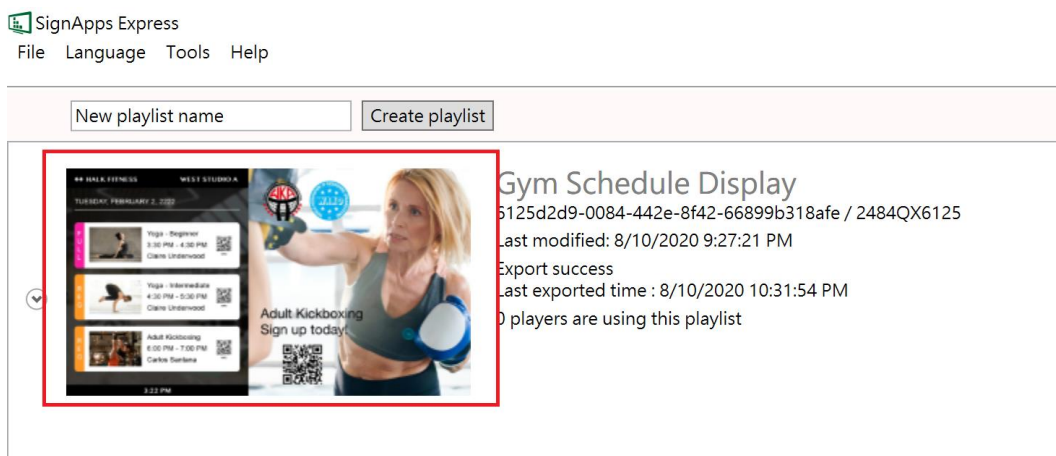 SignApps Express
File Language Tools Help
New playlist name
Create playlist
HALK FITNESS WEST STUDIO A
TUESDAY, FEBRUARY 2, 2222
FULL
Yoga - Beginner
3:30 PM - 4:30 PM
Claire Underwood
Yoga - Intermediate
4:30 PM - 5:30 PM
Claire Underwood
Adult Kickboxing
6:00 PM - 7:00 PM
Carlos Santana
3:22 PM
WAKO
Adult Kickboxing
Sign up today!
Gym Schedule Display
6125d2d9-0084-442e-8f42-66899b318afe / 2484QX6125
Last modified: 8/10/2020 9:27:21 PM
Export success
Last exported time : 8/10/2020 10:31:54 PM
0 players are using this playlist